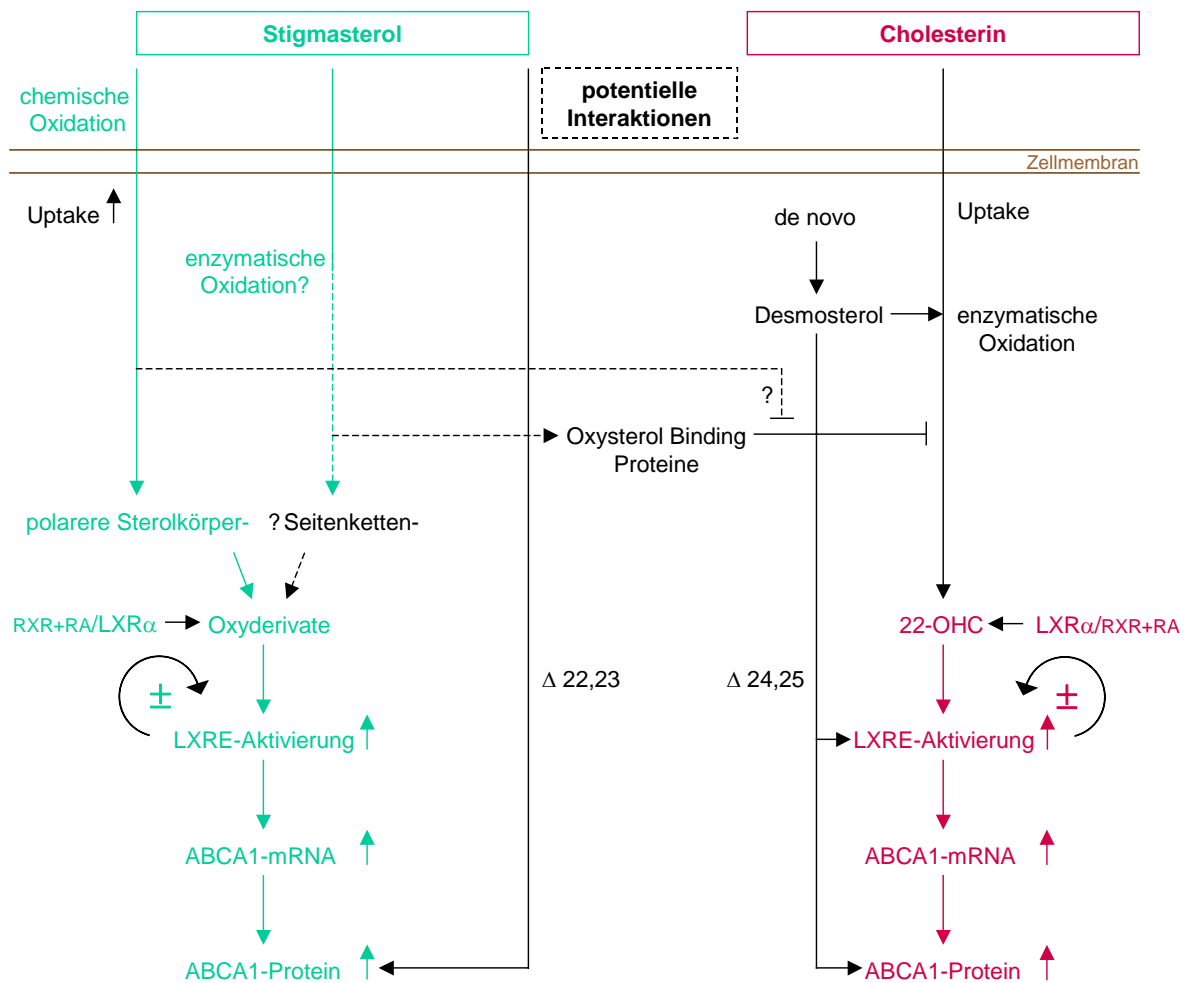 Stigmasterol
Cholesterin
potentielle
Interaktionen
chemische
Oxidation
Zellmembran
Uptake
Uptake
de novo
enzymatische
Oxidation?
Desmosterol
enzymatische
Oxidation
?
Oxysterol Binding
Proteine
polarere Sterolkörper-
? Seitenketten-
RXR+RA/LXRα
Oxyderivate
22-OHC
LXRα/RXR+RA
±
Δ 22,23
Δ 24,25
±
LXRE-Aktivierung
LXRE-Aktivierung
ABCA1-mRNA
ABCA1-mRNA
ABCA1-Protein
ABCA1-Protein